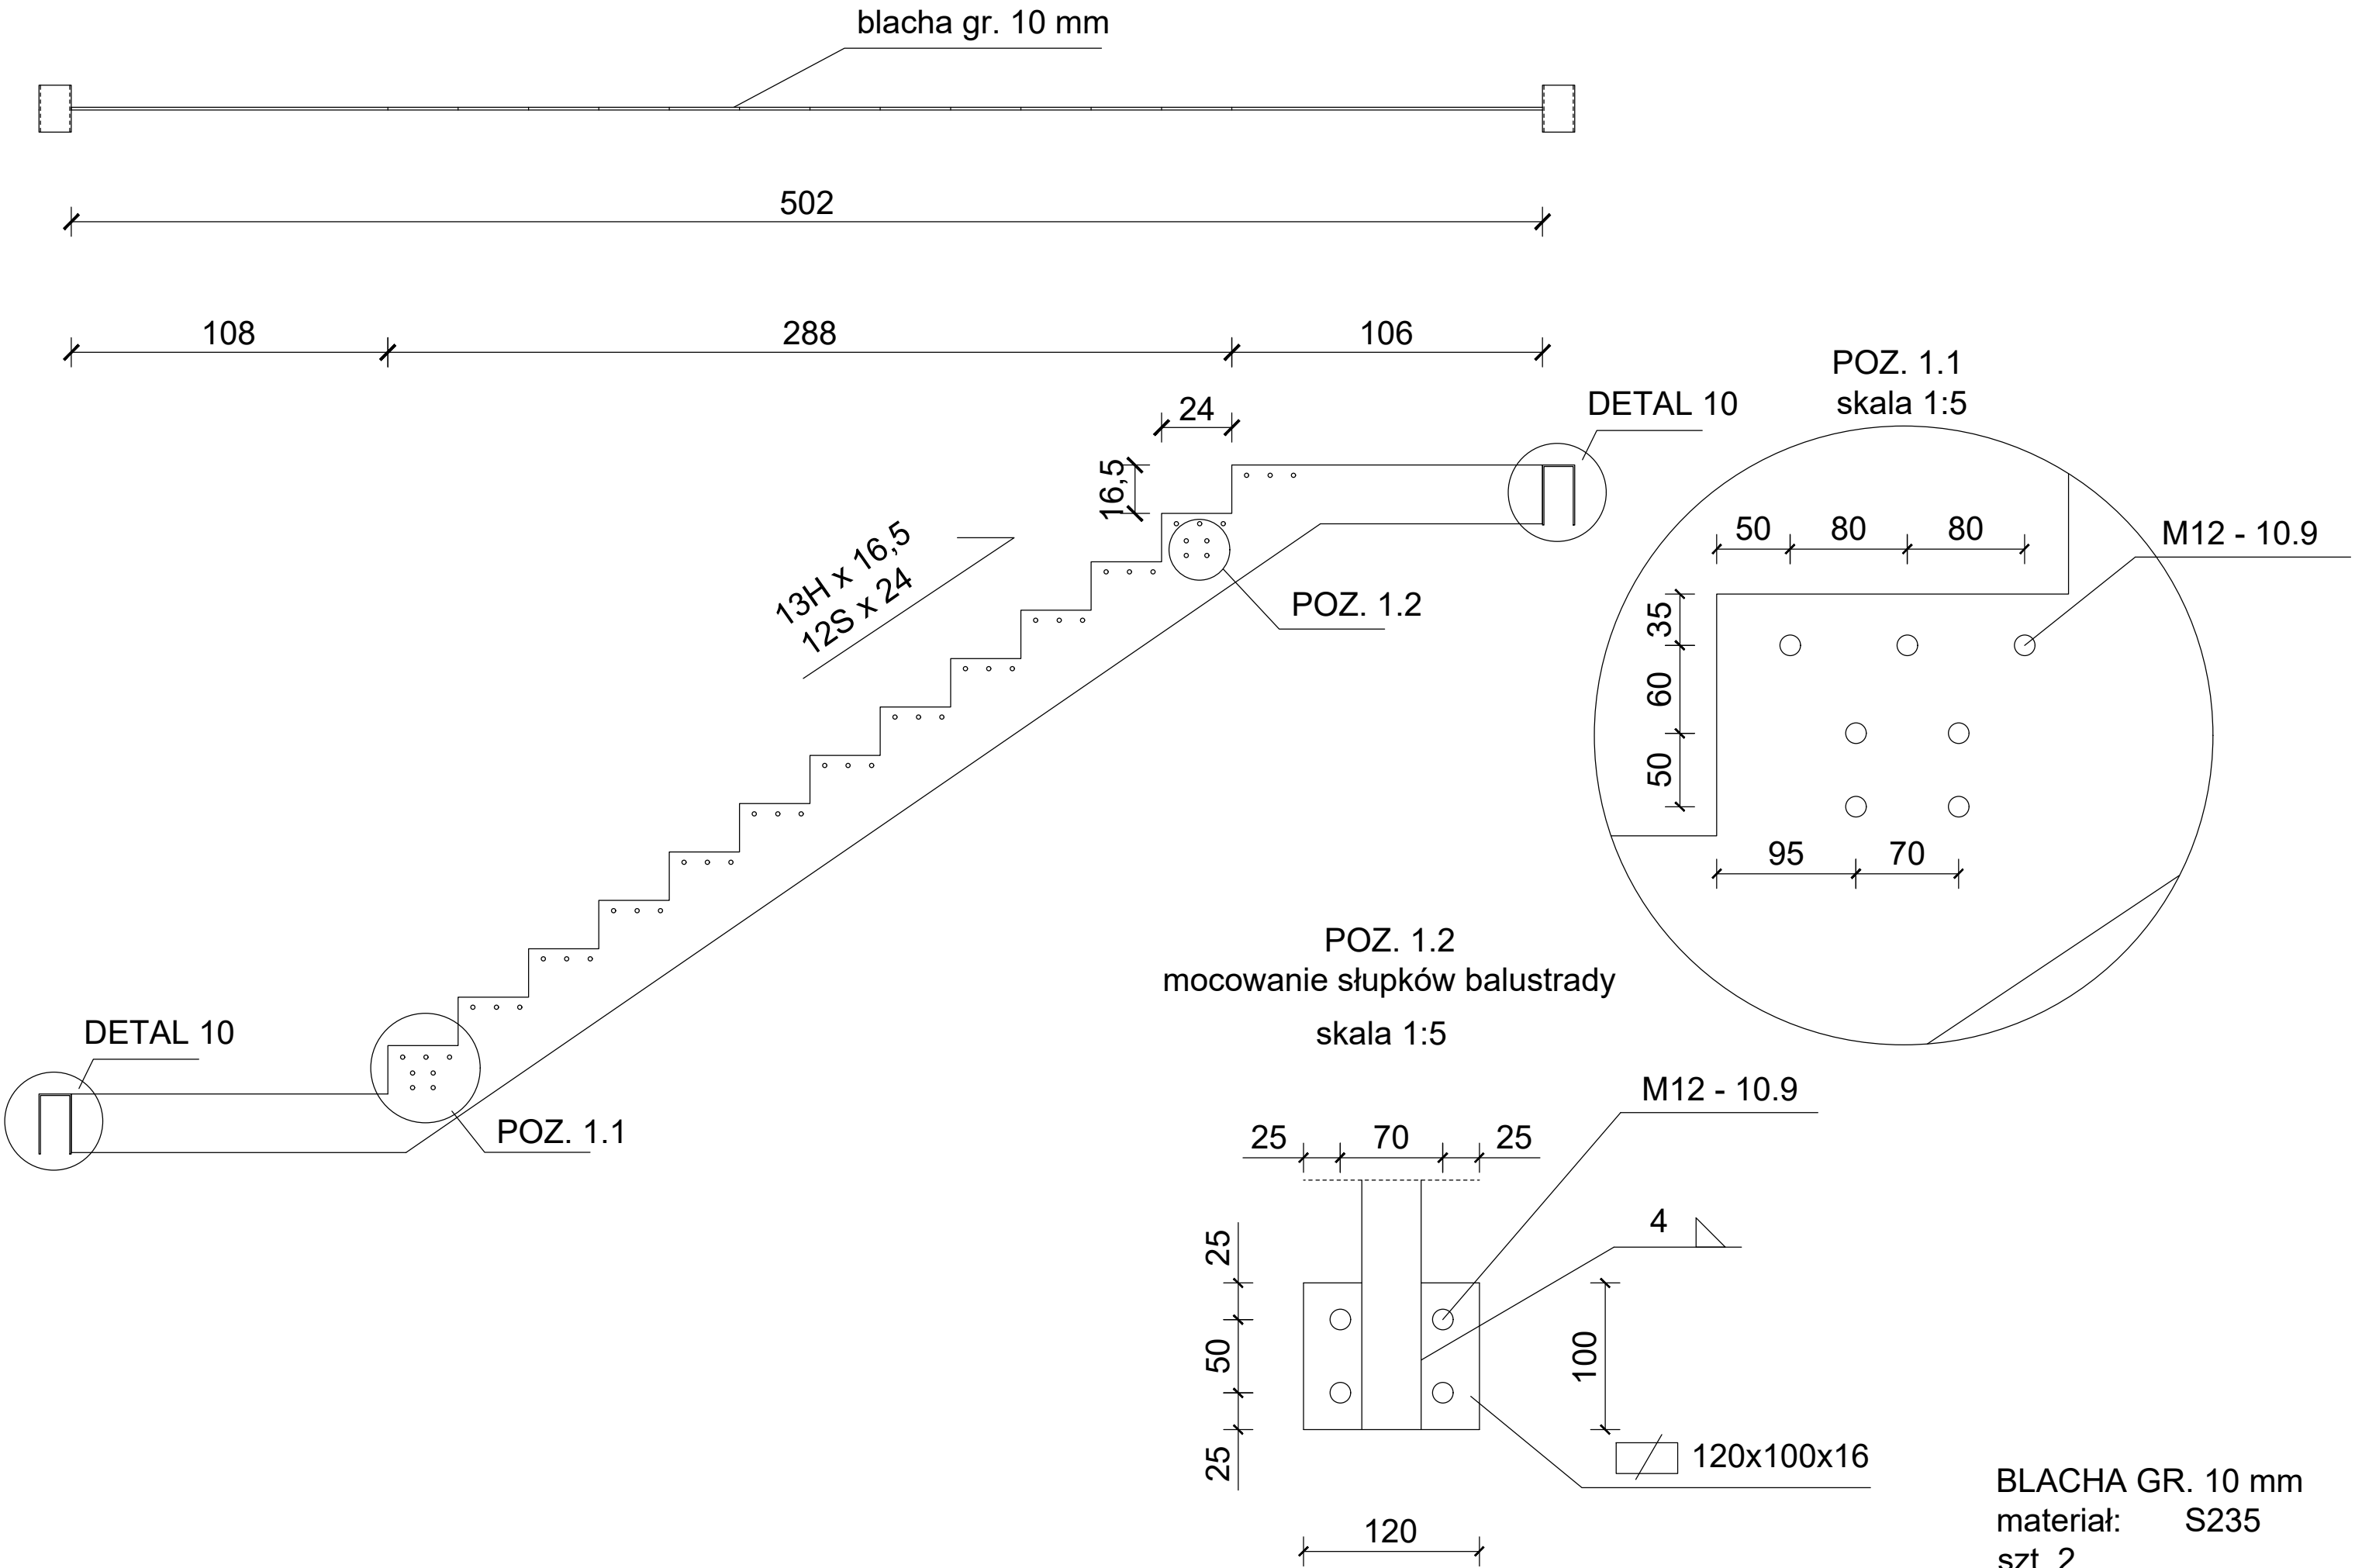 blacha gr. 10 mm
502
108
288
106
24
16,5
13H x 16,5
12S x 24
DETAL 10
POZ. 1.2
DETAL 10
POZ. 1.1
POZ. 1.1
skala 1:5
50
80
80
M12 - 10.9
35
60
50
95
70
POZ. 1.2
mocowanie słupków balustrady
skala 1:5
M12 - 10.9
25
70
25
4
25
50
25
100
120x100x16
120
BLACHA GR. 10 mm
materiał: S235
szt. 2